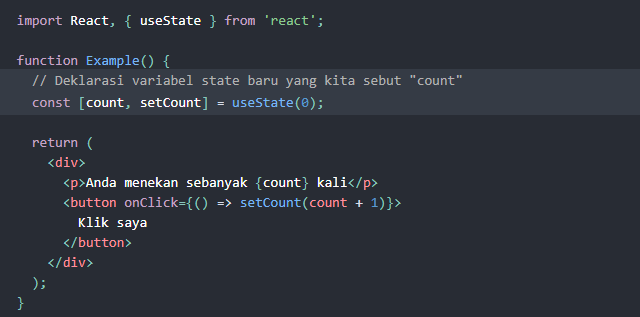 import React, { useState } from 'react';
function Example() {
// Deklarasi variabel state baru yang kita sebut "count"
const [count, setCount] = useState(0);
return (
<div>
<p>Anda menekan sebanyak {count} kali</p>
<button onClick={() => setCount(count + 1)}>
Klik saya
</button>
</div>
);
}